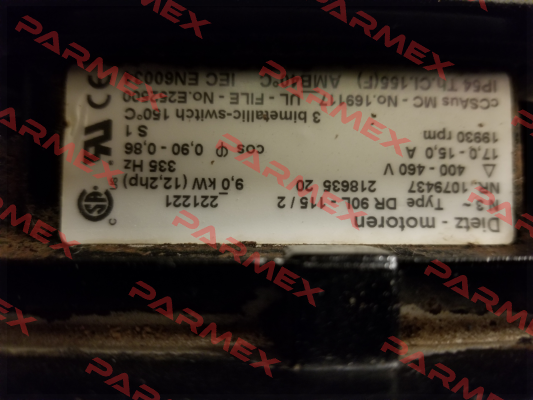 Dietz - motoren
N 3~ Type DR 90L - 115 / 2 221221
NR. 1079437 218635 20 9,0 kW (12,2hp)
Δ 400 - 460 V 335 Hz
17,0 - 15,0 A cos φ 0,90 - 0,86
19930 rpm S 1
3 bimetallic-switch 150°C
cCSAus MC - No.169117 UL - FILE - No.E252600
IP54 Th.Cl.155(F) AMB40°C IEC EN60034
PARMEX
PARMEX
PARMEX
PARMEX
PARMEX
PARMEX
PARMEX
PARMEX
PARMEX